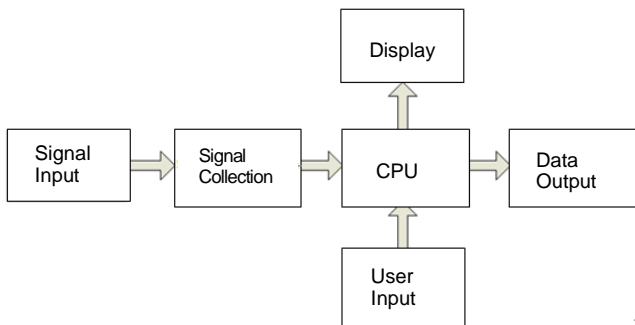 Display
Signal
Input
Signal
Collection
CPU
Data
Output
User
Input